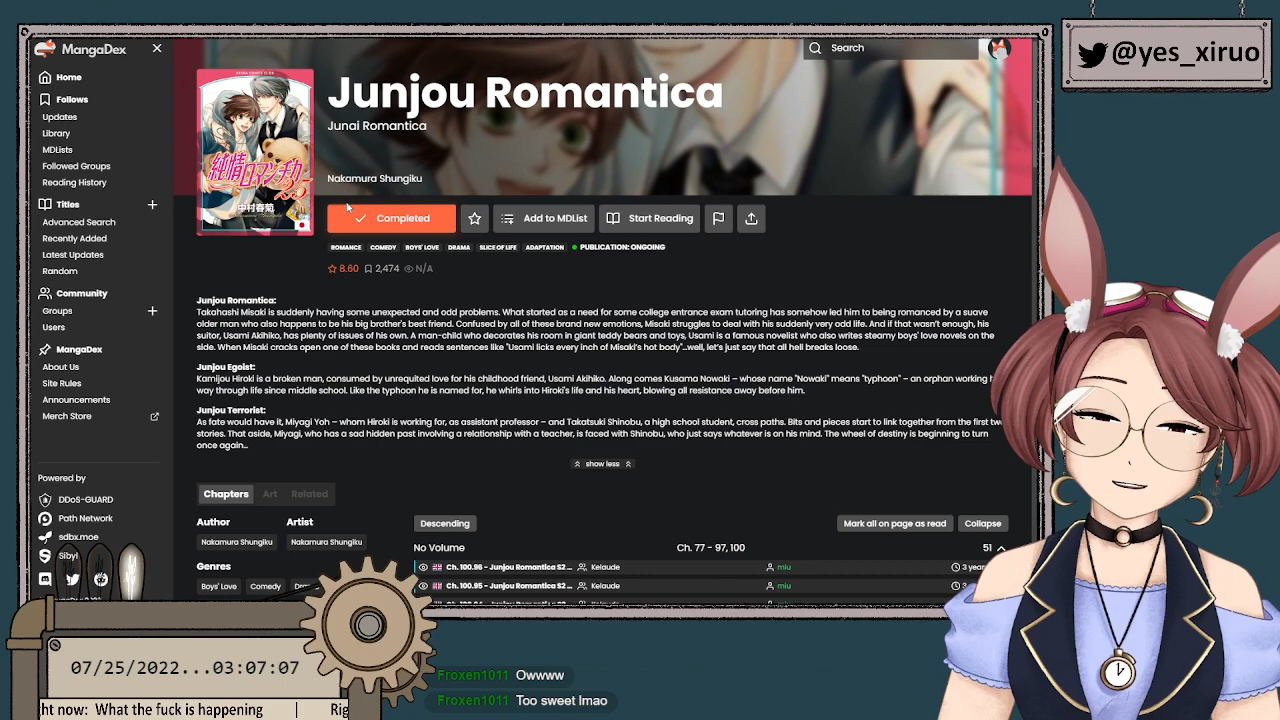 MangaDex
Search
@yes_xiruo
Home
Follows
Updates
Library
MDLists
Followed Groups
Reading History
Titles
Advanced Search
Recently Added
Latest Updates
Random
Community
Groups
Users
MangaDex
About Us
Site Rules
Announcements
Merch Store
Powered by
DDoS-GUARD
Path Network
sdbx.moe
Sibyl
純情ロマンチカ
中村春菊
Junjou Romantica
Junai Romantica
Nakamura Shungiku
Completed
Add to MDList
Start Reading
ROMANCE COMEDY BOYS' LOVE DRAMA SLICE OF LIFE ADAPTATION PUBLICATION: ONGOING
8.60 2,474 N/A
Junjou Romantica:
Takahashi Misaki is suddenly having some unexpected and odd problems. What started as a need for some college entrance exam tutoring has somehow led him to being romanced by a suave
older man who also happens to be his big brother's best friend. Confused by all of these brand new emotions, Misaki struggles to deal with his suddenly very odd life. And if that wasn't enough, his
suitor, Usami Akihiko, has plenty of issues of his own. A man-child who decorates his room in giant teddy bears and toys, Usami is a famous novelist who also writes steamy boys' love novels on the
side. When Misaki cracks open one of these books and reads sentences like "Usami licks every inch of Misaki's hot body"...well, let's just say that all hell breaks loose.
Junjou Egoist:
Kamijou Hiroki is a broken man, consumed by unrequited love for his childhood friend, Usami Akihiko. Along comes Kusama Nowaki – whose name "Nowaki" means "typhoon" – an orphan working h
way through life since middle school. Like the typhoon he is named for, he whirls into Hiroki's life and his heart, blowing all resistance away before him.
Junjou Terrorist:
As fate would have it, Miyagi Yoh – whom Hiroki is working for, as assistant professor – and Takatsuki Shinobu, a high school student, cross paths. Bits and pieces start to link together from the first tw
stories. That aside, Miyagi, who has a sad hidden past involving a relationship with a teacher, is faced with Shinobu, who just says whatever is on his mind. The wheel of destiny is beginning to turn
once again...
show less
Chapters Art Related
Author Artist
Nakamura Shungiku Nakamura Shungiku
Genres
Boys' Love Comedy
Descending Mark all on page as read Collapse
No Volume Ch. 77 - 97, 100 51
Ch. 100.96 - Junjou Romantica S2 ... Kelaude miu 3 years
Ch. 100.95 - Junjou Romantica S2 ... Kelaude miu 3
07/25/2022...03:07:07
ht now: What the fuck is happening | Rig
Froxen1011 Owwww
Froxen1011 Too sweet lmao